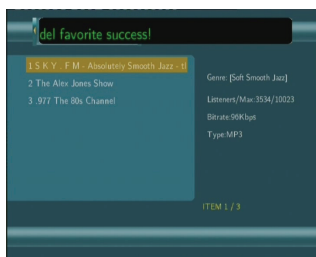 del favorite success!
1 S K Y . F M - Absolutely Smooth Jazz - tl
2 The Alex Jones Show
3 .977 The 80s Channel
Genre: [Soft Smooth Jazz]
Listeners/Max:3534/10023
Bitrate:96Kbps
Type:MP3
ITEM 1 / 3